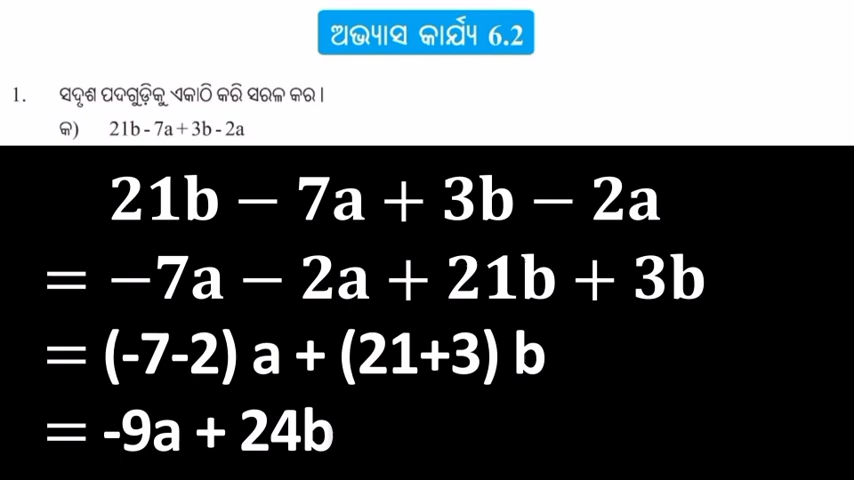 ଅଭ୍ୟାସ କାର୍ଯ୍ୟ 6.2
1. ସଦୃଶ ପଦଗୁଡ଼ିକୁ ଏକାଠି କରି ସରଳ କର ।
କ) 21b - 7a + 3b - 2a
21b − 7a + 3b − 2a
= −7a − 2a + 21b + 3b
= (-7-2) a + (21+3) b
= -9a + 24b